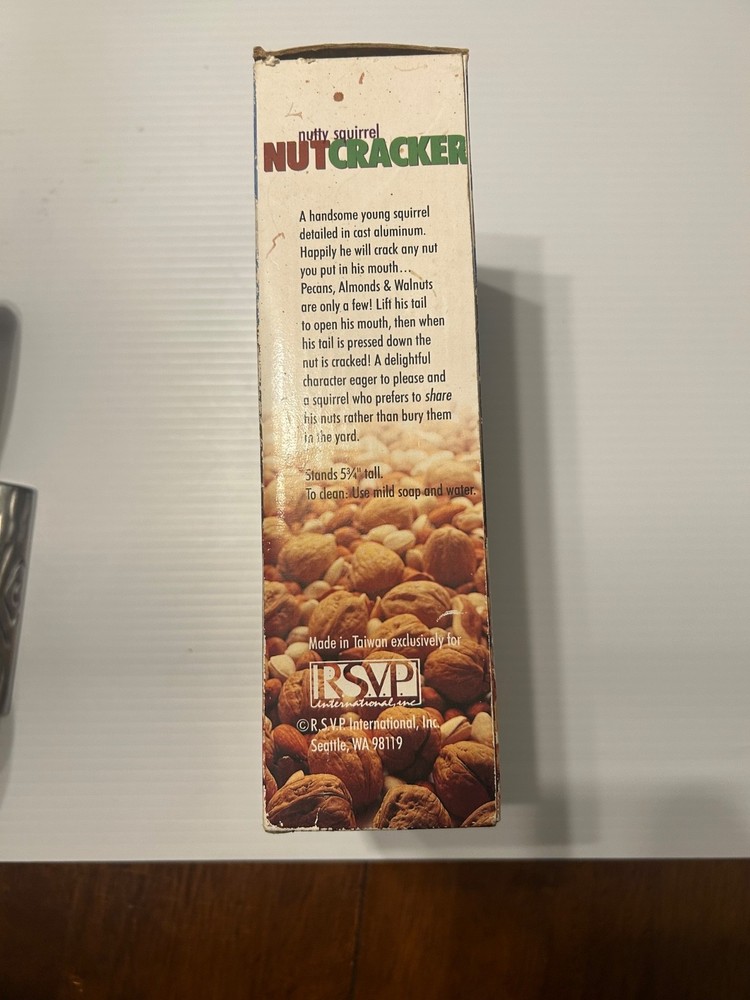 nutty squirrel
NUTCRACKER
A handsome young squirrel
detailed in cast aluminum.
Happily he will crack any nut
you put in his mouth...
Pecans, Almonds & Walnuts
are only a few! Lift his tail
to open his mouth, then when
his tail is pressed down the
nut is cracked! A delightful
character eager to please and
a squirrel who prefers to share
his nuts rather than bury them
in the yard.
Stands 5¾" tall.
To clean: Use mild soap and water.
Made in Taiwan exclusively for
R.S.V.P.
International, inc.
© R.S.V.P. International, Inc.
Seattle, WA 98119